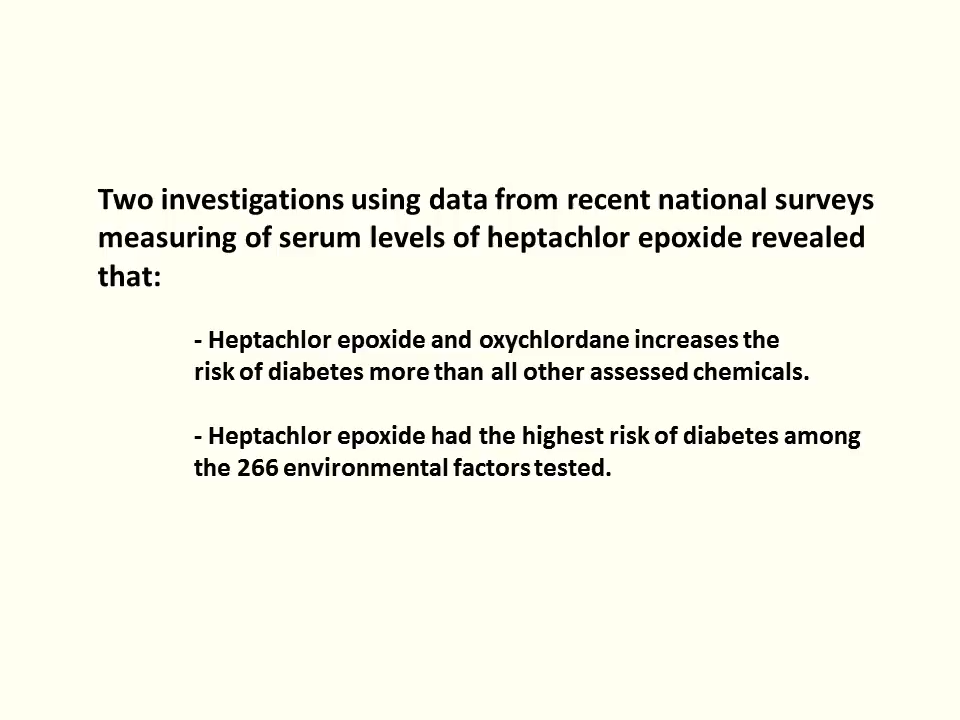 Two investigations using data from recent national surveys
measuring of serum levels of heptachlor epoxide revealed
that:
- Heptachlor epoxide and oxychlordane increases the
risk of diabetes more than all other assessed chemicals.
- Heptachlor epoxide had the highest risk of diabetes among
the 266 environmental factors tested.